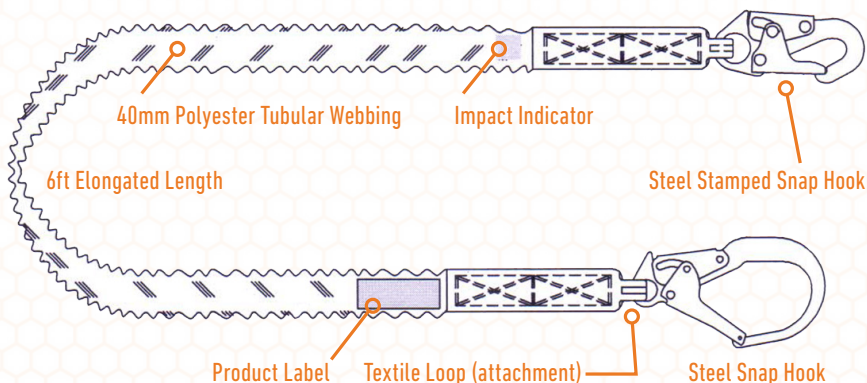 40mm Polyester Tubular Webbing
Impact Indicator
6ft Elongated Length
Steel Stamped Snap Hook
Product Label
Textile Loop (attachment)
Steel Snap Hook